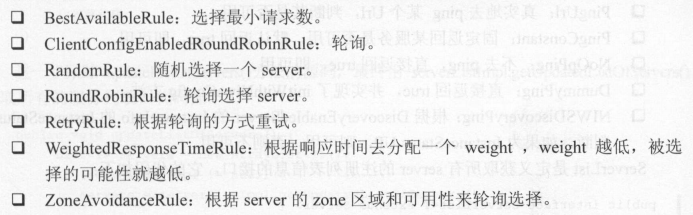 ❑ BestAvailableRule：选择最小请求数。
❑ ClientConfigEnabledRoundRobinRule：轮询。
❑ RandomRule：随机选择一个 server。
❑ RoundRobinRule：轮询选择 server。
❑ RetryRule：根据轮询的方式重试。
❑ WeightedResponseTimeRule：根据响应时间去分配一个 weight ，weight 越低，被选
择的可能性就越低。
❑ ZoneAvoidanceRule：根据 server 的 zone 区域和可用性来轮询选择。